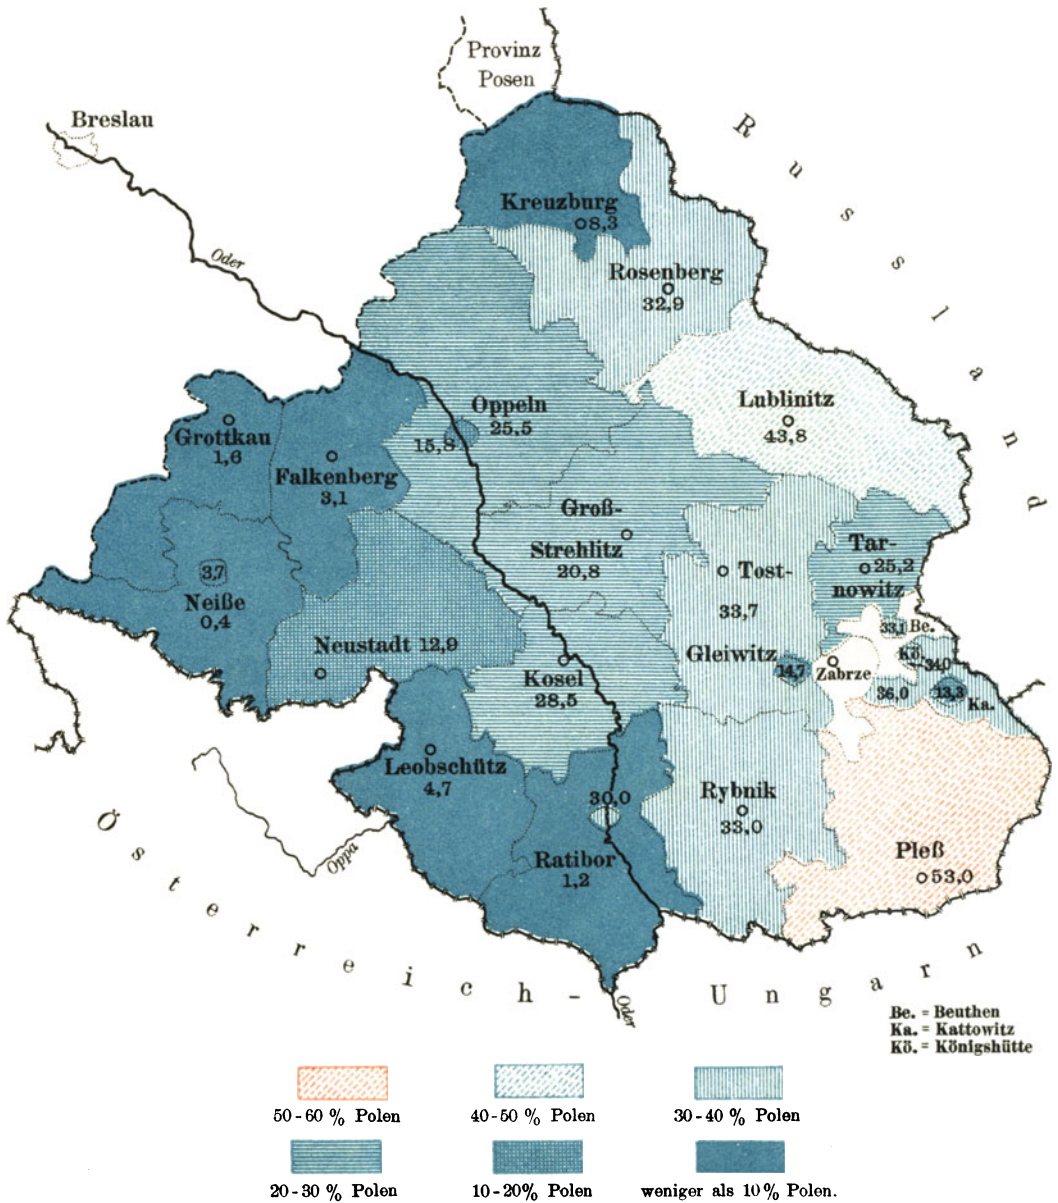 Provinz
Posen
Breslau
Russland
Kreuzburg
8,3
Oder
Rosenberg
32,9
Lublinitz
43,8
Oppeln
25,5
15,8
Grottkau
1,6
Falkenberg
3,1
Groß-
Strehlitz
20,8
Tar-
25,2
nowitz
Tost-
33,7
Gleiwitz
14,7
3,7
Neiße
0,4
Neustadt 12,9
33,1 Be.
Kö.
34,0
Zabrze
36,0
13,3
Ka.
Kosel
28,5
Leobschütz
4,7
30,0
Rybnik
33,0
Ratibor
1,2
Pleß
53,0
Oppa
Österreich-Ungarn
Oder
Be. = Beuthen
Ka. = Kattowitz
Kö. = Königshütte
50-60 % Polen
40-50 % Polen
30-40 % Polen
20-30 % Polen
10-20% Polen
weniger als 10 % Polen.